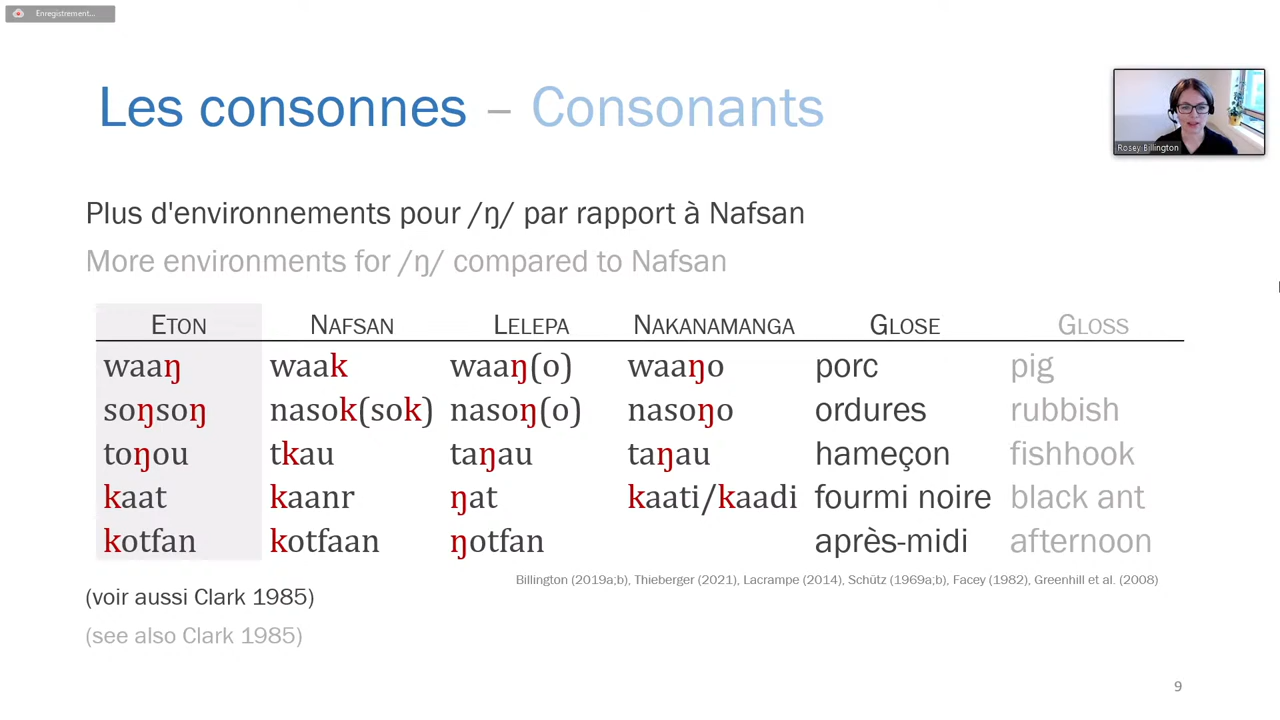 Enregistrement...
Les consonnes – Consonants
Rosey Billington
Plus d'environnements pour /ŋ/ par rapport à Nafsan
More environments for /ŋ/ compared to Nafsan
ETON NAFSAN LELEPA NAKANAMANGA GLOSE GLOSS
waaŋ waak waaŋ(o) waaŋo porc pig
soŋsoŋ nasok(sok) nasoŋ(o) nasoŋo ordures rubbish
toŋou tkau taŋau taŋau hameçon fishhook
kaat kaanr ŋat kaati/kaadi fourmi noire black ant
kotfan kotfaan ŋotfan après-midi afternoon
Billington (2019a;b), Thieberger (2021), Lacrampe (2014), Schütz (1969a;b), Facey (1982), Greenhill et al. (2008)
(voir aussi Clark 1985)
(see also Clark 1985)
9